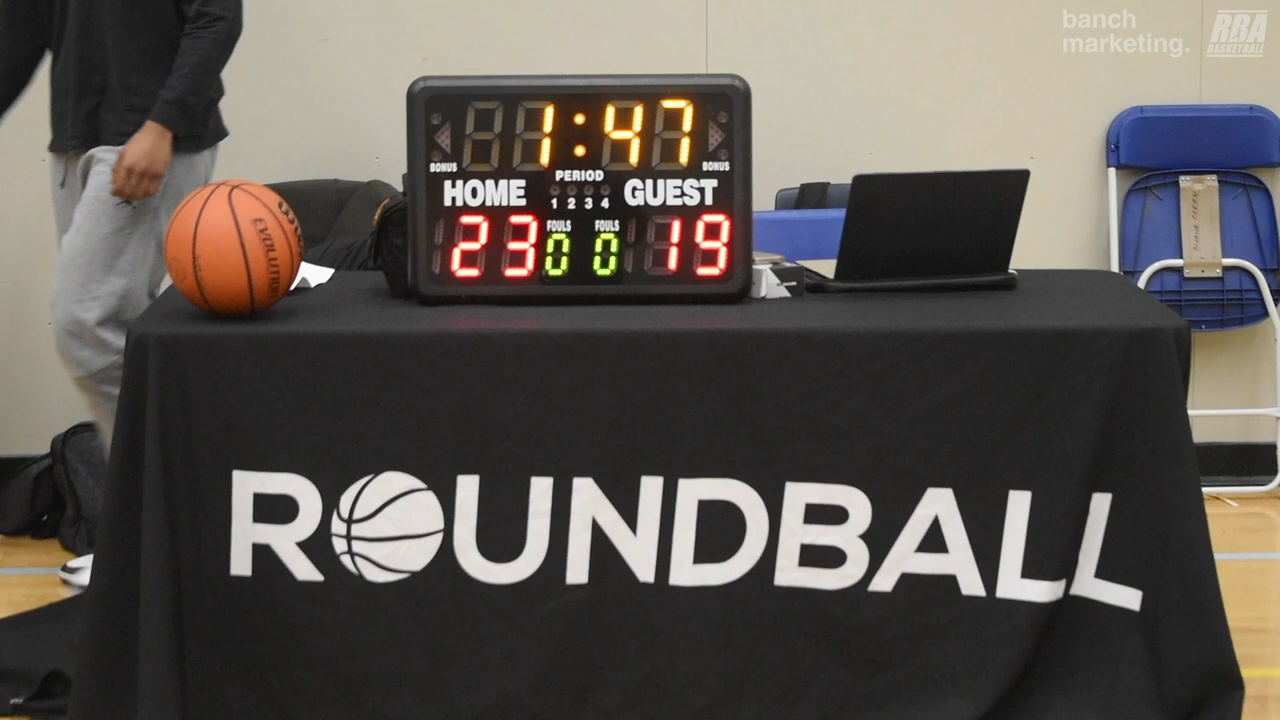 banch
marketing.
RBA
BASKETBALL
1:47
BONUS
BONUS
PERIOD
HOME
GUEST
1 2 3 4
FOULS
FOULS
23
0
0
19
EVOLUTION
ROUNDBALL